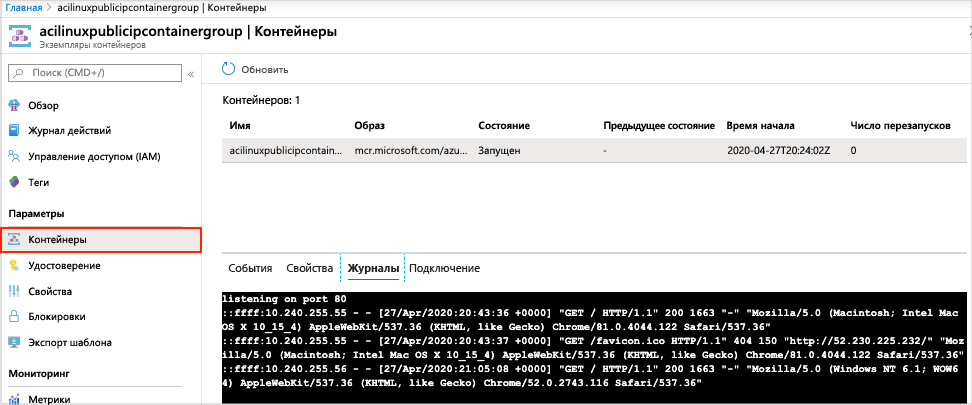 Главная > acilinuxpublicipcontainergroup | Контейнеры
acilinuxpublicipcontainergroup | Контейнеры
Экземпляры контейнеров
Поиск (CMD+/)
«
Обзор
Журнал действий
Управление доступом (IAM)
Теги
Параметры
Контейнеры
Удостоверение
Свойства
Блокировки
Экспорт шаблона
Мониторинг
Метрики
Обновить
Контейнеров: 1
Имя Образ Состояние Предыдущее состояние Время начала Число перезапусков
acilinuxpublicipcontain... mcr.microsoft.com/azu... Запущен - 2020-04-27T20:24:02Z 0
События Свойства Журналы Подключение
listening on port 80
::ffff:10.240.255.55 - - [27/Apr/2020:20:43:36 +0000] "GET / HTTP/1.1" 200 1663 "-" "Mozilla/5.0 (Macintosh; Intel Mac
OS X 10_15_4) AppleWebKit/537.36 (KHTML, like Gecko) Chrome/81.0.4044.122 Safari/537.36"
::ffff:10.240.255.55 - - [27/Apr/2020:20:43:37 +0000] "GET /favicon.ico HTTP/1.1" 404 150 "http://52.230.225.232/" "Moz
illa/5.0 (Macintosh; Intel Mac OS X 10_15_4) AppleWebKit/537.36 (KHTML, like Gecko) Chrome/81.0.4044.122 Safari/537.36"
::ffff:10.240.255.56 - - [27/Apr/2020:21:05:08 +0000] "GET / HTTP/1.1" 200 1663 "-" "Mozilla/5.0 (Windows NT 6.1; WOW6
4) AppleWebKit/537.36 (KHTML, like Gecko) Chrome/52.0.2743.116 Safari/537.36"